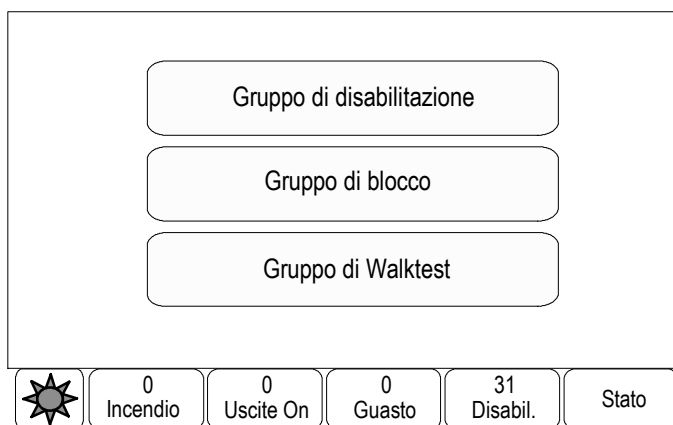 Gruppo di disabilitazione
Gruppo di blocco
Gruppo di Walktest
0 0 0 31
Incendio Uscite On Guasto Disabil. Stato